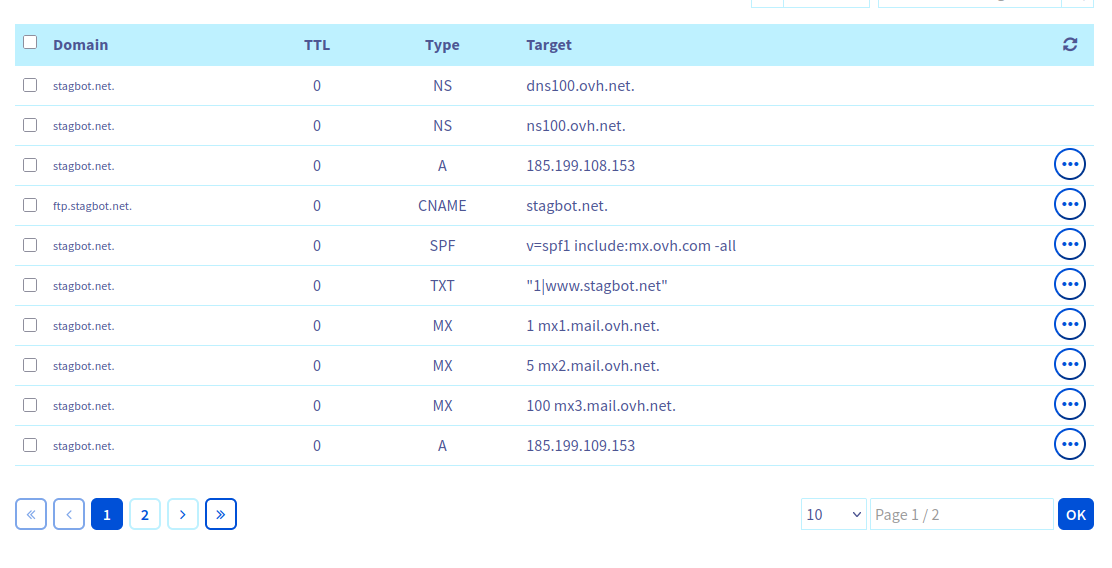 Domain TTL Type Target
stagbot.net. 0 NS dns100.ovh.net.
stagbot.net. 0 NS ns100.ovh.net.
stagbot.net. 0 A 185.199.108.153
ftp.stagbot.net. 0 CNAME stagbot.net.
stagbot.net. 0 SPF v=spf1 include:mx.ovh.com -all
stagbot.net. 0 TXT "1|www.stagbot.net"
stagbot.net. 0 MX 1 mx1.mail.ovh.net.
stagbot.net. 0 MX 5 mx2.mail.ovh.net.
stagbot.net. 0 MX 100 mx3.mail.ovh.net.
stagbot.net. 0 A 185.199.109.153
« ‹ 1 2 › » 10 Page 1 / 2 OK